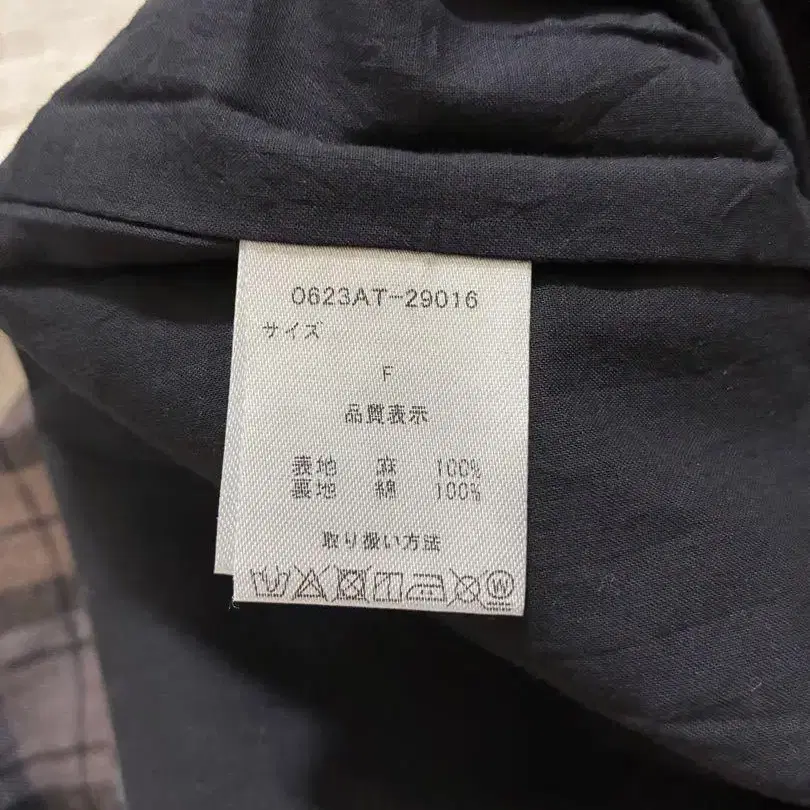 0623AT-29016
サイズ
F
品質表示
表地 麻 100%
裏地 綿 100%
取り扱い方法
W